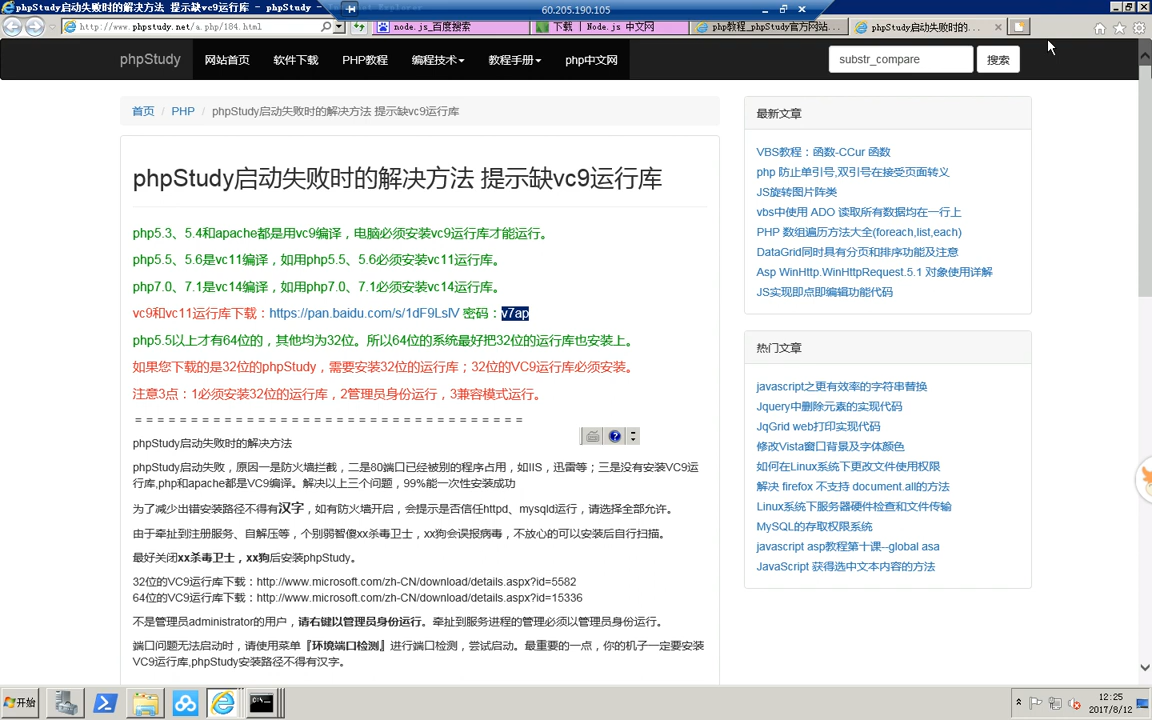 phpStudy启动失败时的解决方法 提示缺vc9运行库 - phpStudy - Internet Explorer
60.205.190.105
http://www.phpstudy.net/a.php/184.html
node.js_百度搜索
下载 | Node.js 中文网
php教程_phpStudy官方网站...
phpStudy启动失败时的...
phpStudy 网站首页 软件下载 PHP教程 编程技术 教程手册 php中文网 substr_compare 搜索
首页 / PHP / phpStudy启动失败时的解决方法 提示缺vc9运行库
phpStudy启动失败时的解决方法 提示缺vc9运行库
php5.3、5.4和apache都是用vc9编译，电脑必须安装vc9运行库才能运行。
php5.5、5.6是vc11编译，如用php5.5、5.6必须安装vc11运行库。
php7.0、7.1是vc14编译，如用php7.0、7.1必须安装vc14运行库。
vc9和vc11运行库下载：https://pan.baidu.com/s/1dF9LslV 密码：v7ap
php5.5以上才有64位的，其他均为32位。所以64位的系统最好把32位的运行库也安装上。
如果您下载的是32位的phpStudy，需要安装32位的运行库；32位的VC9运行库必须安装。
注意3点：1必须安装32位的运行库，2管理员身份运行，3兼容模式运行。
================================
phpStudy启动失败时的解决方法
phpStudy启动失败，原因一是防火墙拦截，二是80端口已经被别的程序占用，如IIS，迅雷等；三是没有安装VC9运
行库,php和apache都是VC9编译。解决以上三个问题，99%能一次性安装成功
为了减少出错安装路径不得有汉字，如有防火墙开启，会提示是否信任httpd、mysqld运行，请选择全部允许。
由于牵扯到注册服务、自解压等，个别弱智傻xx杀毒卫士，xx狗会误报病毒，不放心的可以安装后自行扫描。
最好关闭xx杀毒卫士，xx狗后安装phpStudy。
32位的VC9运行库下载：http://www.microsoft.com/zh-CN/download/details.aspx?id=5582
64位的VC9运行库下载：http://www.microsoft.com/zh-CN/download/details.aspx?id=15336
不是管理员administrator的用户，请右键以管理员身份运行。牵扯到服务进程的管理必须以管理员身份运行。
端口问题无法启动时，请使用菜单『环境端口检测』进行端口检测，尝试启动。最重要的一点，你的机子一定要安装
VC9运行库,phpStudy安装路径不得有汉字。
最新文章
VBS教程：函数-CCur 函数
php 防止单引号,双引号在接受页面转义
JS旋转图片阵类
vbs中使用 ADO 读取所有数据均在一行上
PHP 数组遍历方法大全(foreach,list,each)
DataGrid同时具有分页和排序功能及注意
Asp WinHttp.WinHttpRequest.5.1 对象使用详解
JS实现即点即编辑功能代码
热门文章
javascript之更有效率的字符串替换
Jquery中删除元素的实现代码
JqGrid web打印实现代码
修改Vista窗口背景及字体颜色
如何在Linux系统下更改文件使用权限
解决 firefox 不支持 document.all的方法
Linux系统下服务器硬件检查和文件传输
MySQL的存取权限系统
javascript asp教程第十课--global asa
JavaScript 获得选中文本内容的方法
开始
12:25
2017/8/12